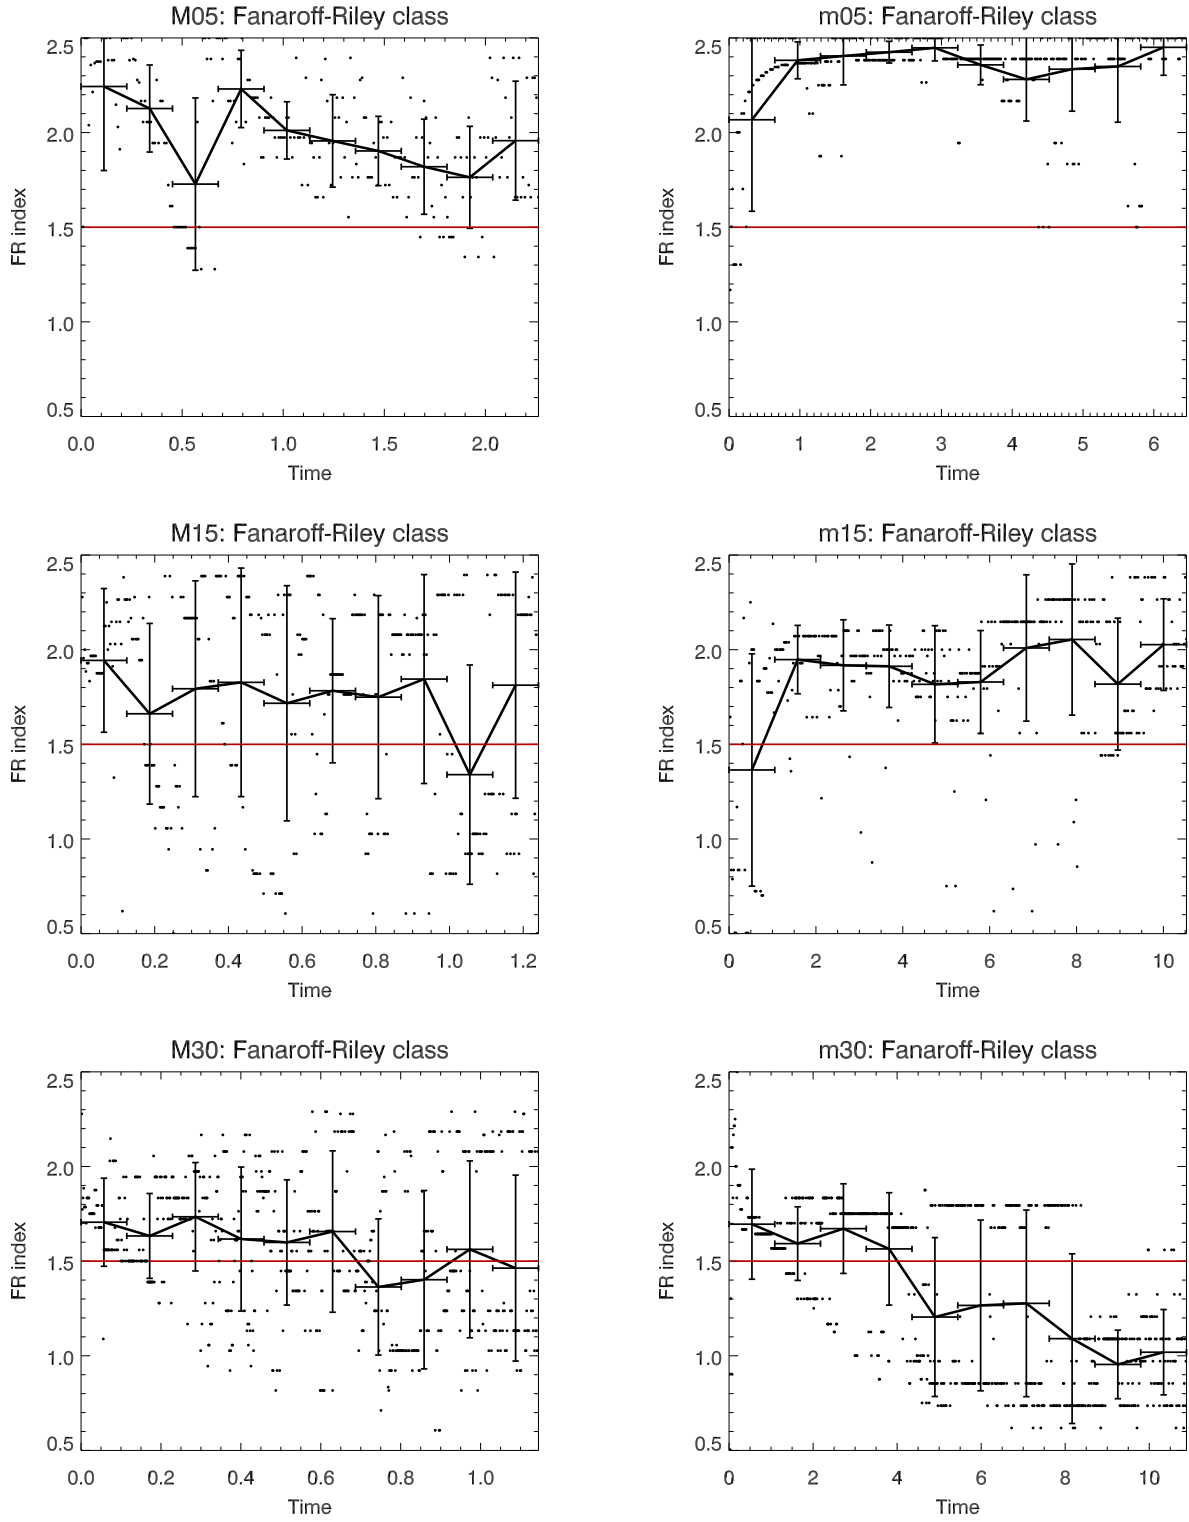 M05: Fanaroff-Riley class
2.5
2.0
1.5
1.0
0.5
FR index
0.0 0.5 1.0 1.5 2.0
Time
m05: Fanaroff-Riley class
2.5
2.0
1.5
1.0
0.5
FR index
0 1 2 3 4 5 6
Time
M15: Fanaroff-Riley class
2.5
2.0
1.5
1.0
0.5
FR index
0.0 0.2 0.4 0.6 0.8 1.0 1.2
Time
m15: Fanaroff-Riley class
2.5
2.0
1.5
1.0
0.5
FR index
0 2 4 6 8 10
Time
M30: Fanaroff-Riley class
2.5
2.0
1.5
1.0
0.5
FR index
0.0 0.2 0.4 0.6 0.8 1.0
Time
m30: Fanaroff-Riley class
2.5
2.0
1.5
1.0
0.5
FR index
0 2 4 6 8 10
Time